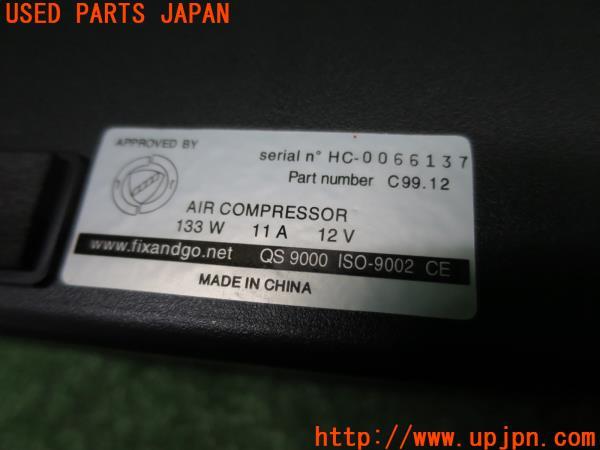 USED PARTS JAPAN
APPROVED BY
serial n° HC-0066137
Part number C99.12
AIR COMPRESSOR
133 W 11 A 12 V
www.fixandgo.net QS 9000 ISO-9002 CE
MADE IN CHINA
http://www.upjpn.com/